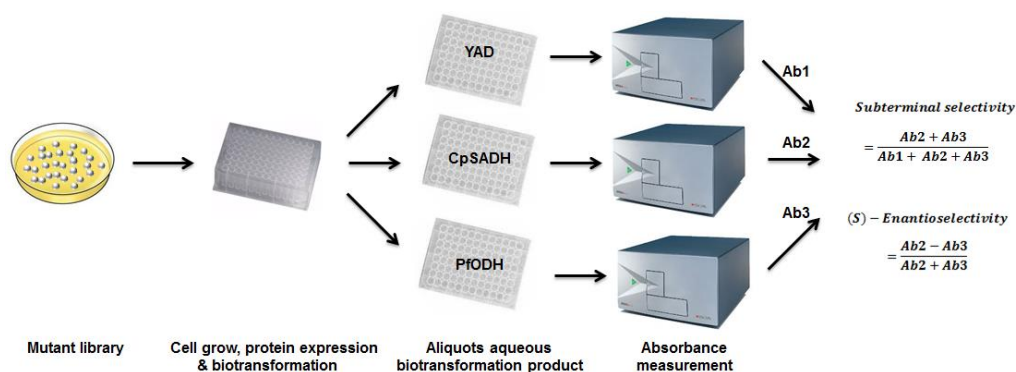 YAD
CpSADH
PfODH
Ab1
Ab2
Ab3
Subterminal selectivity
= Ab2 + Ab3
Ab1 + Ab2 + Ab3
(S) − Enantioselectivity
= Ab2 − Ab3
Ab2 + Ab3
Mutant library
Cell grow, protein expression
& biotransformation
Aliquots aqueous
biotransformation product
Absorbance
measurement